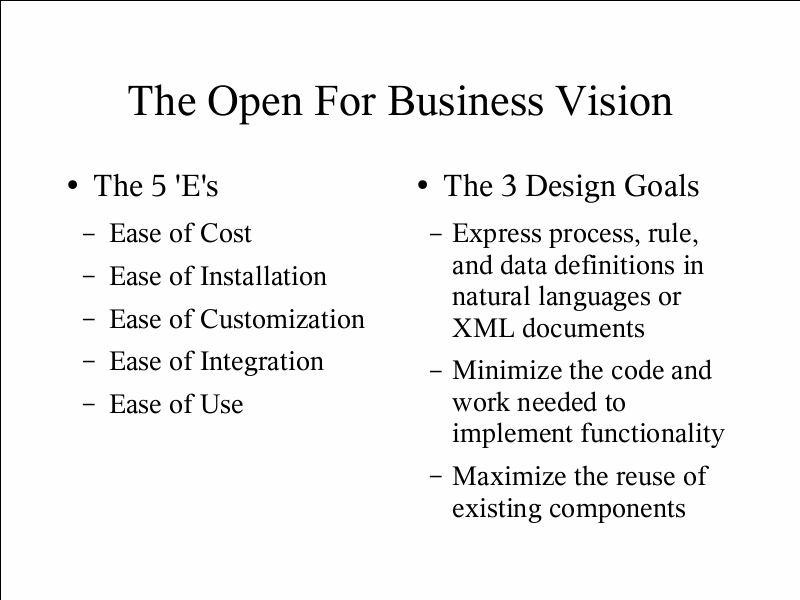 The Open For Business Vision
• The 5 'E's
– Ease of Cost
– Ease of Installation
– Ease of Customization
– Ease of Integration
– Ease of Use
• The 3 Design Goals
– Express process, rule,
and data definitions in
natural languages or
XML documents
– Minimize the code and
work needed to
implement functionality
– Maximize the reuse of
existing components